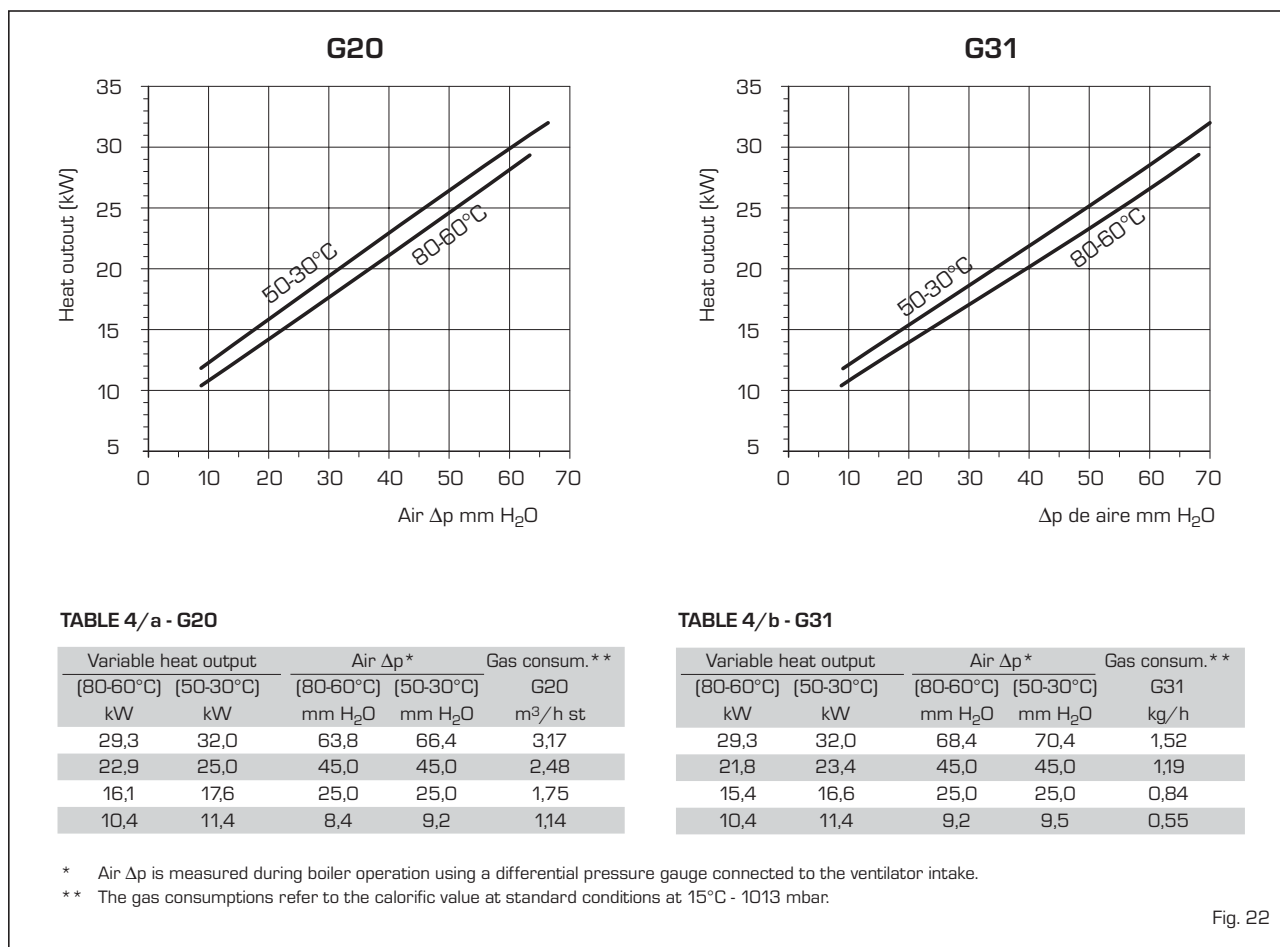 G20
35
30
25
20
15
10
5
Heat outout (kW)
50-30°C
80-60°C
0 10 20 30 40 50 60 70
Air Δp mm H₂O
G31
35
30
25
20
15
10
5
Heat outout (kW)
50-30°C
80-60°C
0 10 20 30 40 50 60 70
Δp de aire mm H₂O
TABLE 4/a - G20
Variable heat output Air Δp* Gas consum.**
(80-60°C) (50-30°C) (80-60°C) (50-30°C) G20
kW kW mm H₂O mm H₂O m³/h st
29,3 32,0 63,8 66,4 3,17
22,9 25,0 45,0 45,0 2,48
16,1 17,6 25,0 25,0 1,75
10,4 11,4 8,4 9,2 1,14
TABLE 4/b - G31
Variable heat output Air Δp* Gas consum.**
(80-60°C) (50-30°C) (80-60°C) (50-30°C) G31
kW kW mm H₂O mm H₂O kg/h
29,3 32,0 68,4 70,4 1,52
21,8 23,4 45,0 45,0 1,19
15,4 16,6 25,0 25,0 0,84
10,4 11,4 9,2 9,5 0,55
* Air Δp is measured during boiler operation using a differential pressure gauge connected to the ventilator intake.
** The gas consumptions refer to the calorific value at standard conditions at 15°C - 1013 mbar.
Fig. 22